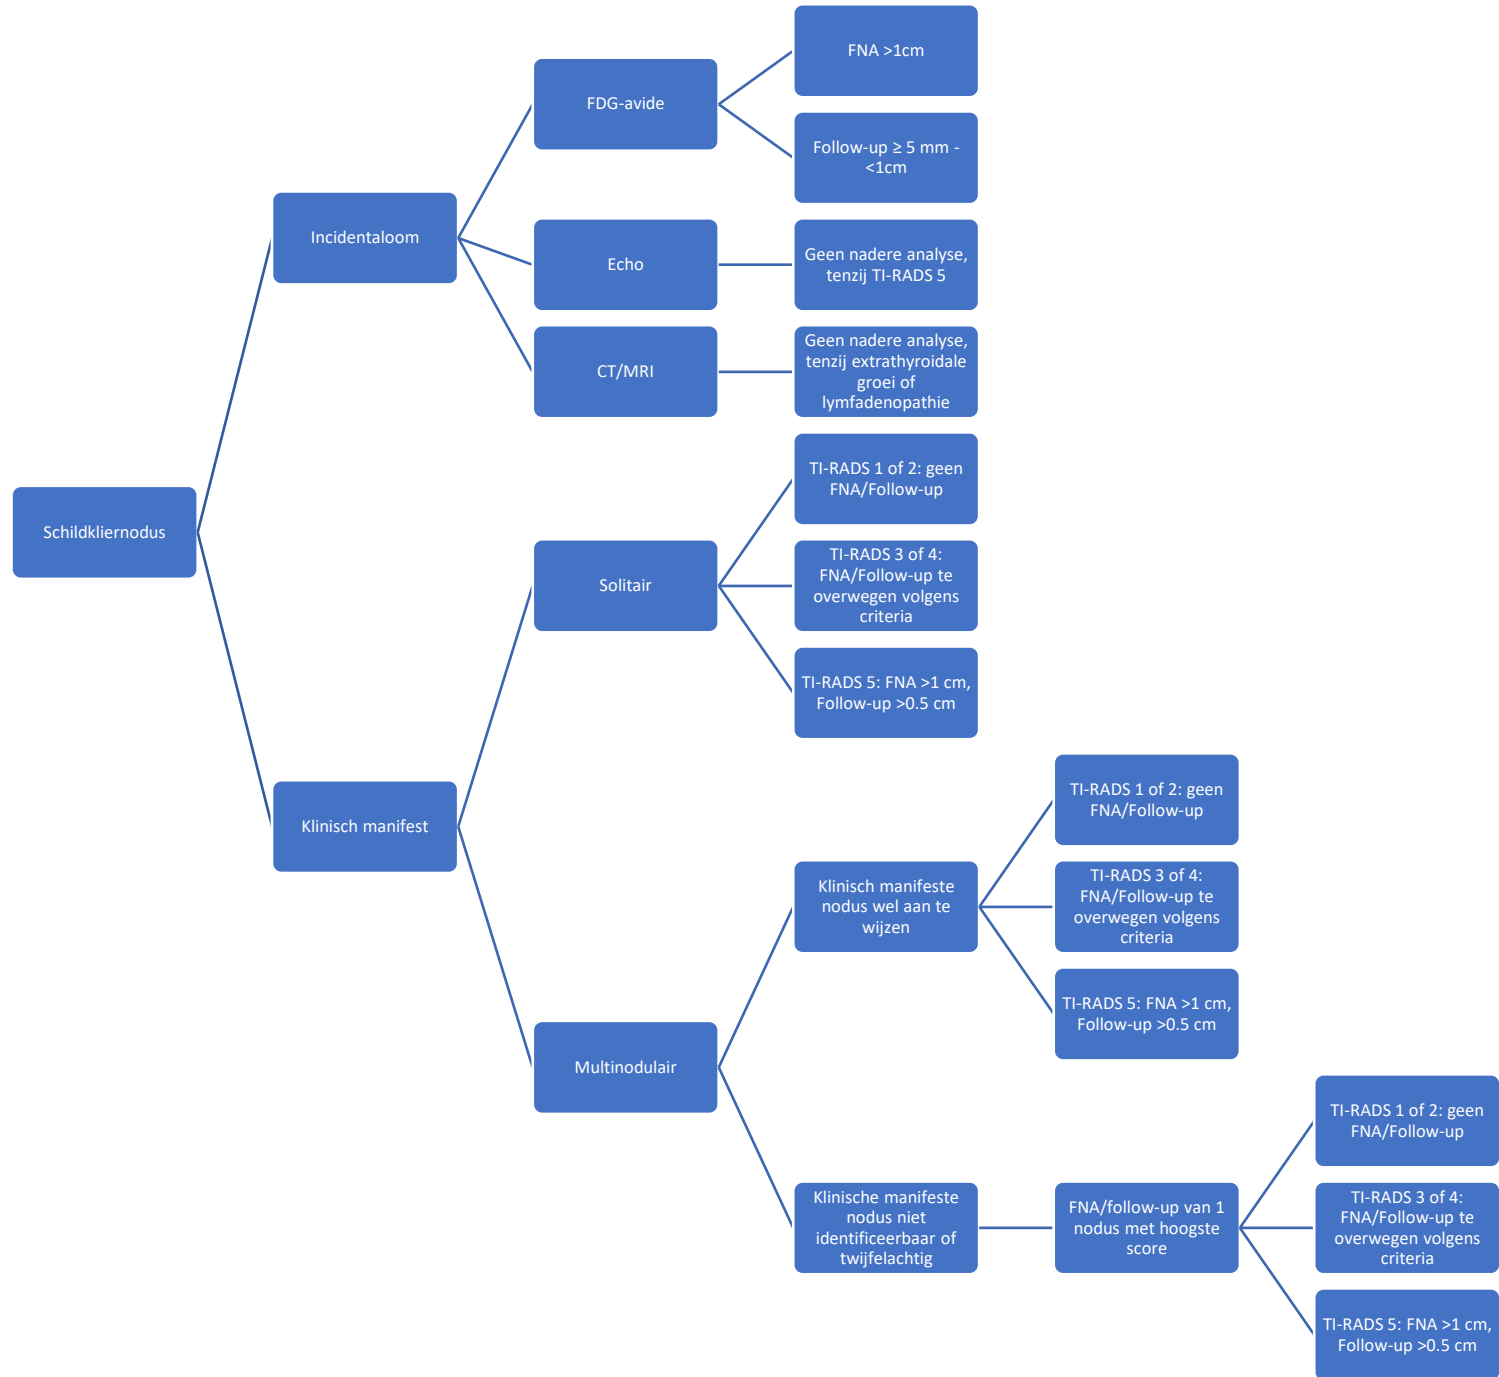 Schildkliernodus
Incidentaloom
FDG-avide
FNA >1cm
Follow-up ≥ 5 mm -
<1cm
Echo
Geen nadere analyse,
tenzij TI-RADS 5
CT/MRI
Geen nadere analyse,
tenzij extrathyroidale
groei of
lymfadenopathie
Klinisch manifest
Solitair
TI-RADS 1 of 2: geen
FNA/Follow-up
TI-RADS 3 of 4:
FNA/Follow-up te
overwegen volgens
criteria
TI-RADS 5: FNA >1 cm,
Follow-up >0.5 cm
Multinodulair
Klinisch manifeste
nodus wel aan te
wijzen
TI-RADS 1 of 2: geen
FNA/Follow-up
TI-RADS 3 of 4:
FNA/Follow-up te
overwegen volgens
criteria
TI-RADS 5: FNA >1 cm,
Follow-up >0.5 cm
Klinische manifeste
nodus niet
identificeerbaar of
twijfelachtig
FNA/follow-up van 1
nodus met hoogste
score
TI-RADS 1 of 2: geen
FNA/Follow-up
TI-RADS 3 of 4:
FNA/Follow-up te
overwegen volgens
criteria
TI-RADS 5: FNA >1 cm,
Follow-up >0.5 cm